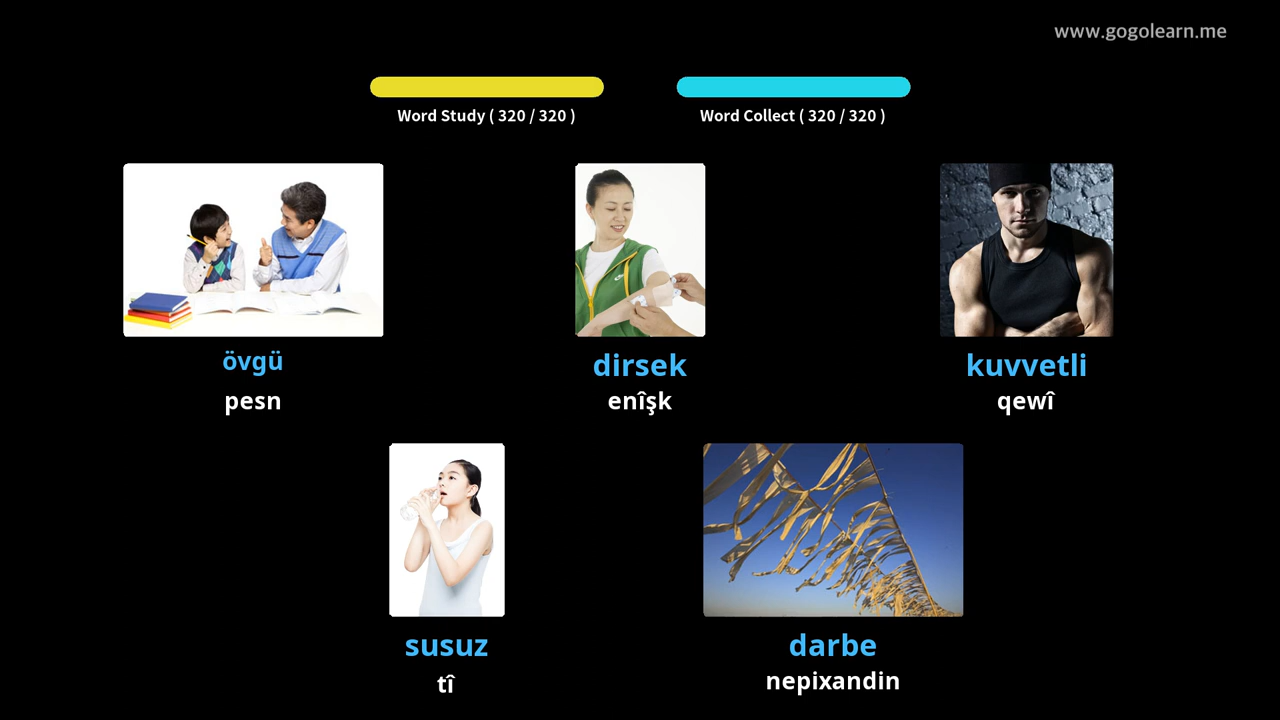 www.gogolearn.me
Word Study ( 320 / 320 )
Word Collect ( 320 / 320 )
övgü
pesn
dirsek
enîşk
kuvvetli
qewî
susuz
tî
darbe
nepixandin